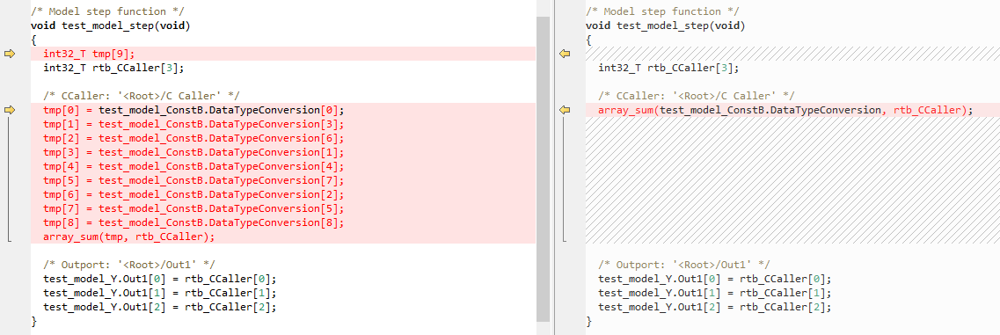 /* Model step function */
void test_model_step(void)
{
int32_T tmp[9];
int32_T rtb_CCaller[3];
/* CCaller: '<Root>/C Caller' */
tmp[0] = test_model_ConstB.DataTypeConversion[0];
tmp[1] = test_model_ConstB.DataTypeConversion[3];
tmp[2] = test_model_ConstB.DataTypeConversion[6];
tmp[3] = test_model_ConstB.DataTypeConversion[1];
tmp[4] = test_model_ConstB.DataTypeConversion[4];
tmp[5] = test_model_ConstB.DataTypeConversion[7];
tmp[6] = test_model_ConstB.DataTypeConversion[2];
tmp[7] = test_model_ConstB.DataTypeConversion[5];
tmp[8] = test_model_ConstB.DataTypeConversion[8];
array_sum(tmp, rtb_CCaller);
/* Outport: '<Root>/Out1' */
test_model_Y.Out1[0] = rtb_CCaller[0];
test_model_Y.Out1[1] = rtb_CCaller[1];
test_model_Y.Out1[2] = rtb_CCaller[2];
}
/* Model step function */
void test_model_step(void)
{
int32_T rtb_CCaller[3];
/* CCaller: '<Root>/C Caller' */
array_sum(test_model_ConstB.DataTypeConversion, rtb_CCaller);
/* Outport: '<Root>/Out1' */
test_model_Y.Out1[0] = rtb_CCaller[0];
test_model_Y.Out1[1] = rtb_CCaller[1];
test_model_Y.Out1[2] = rtb_CCaller[2];
}